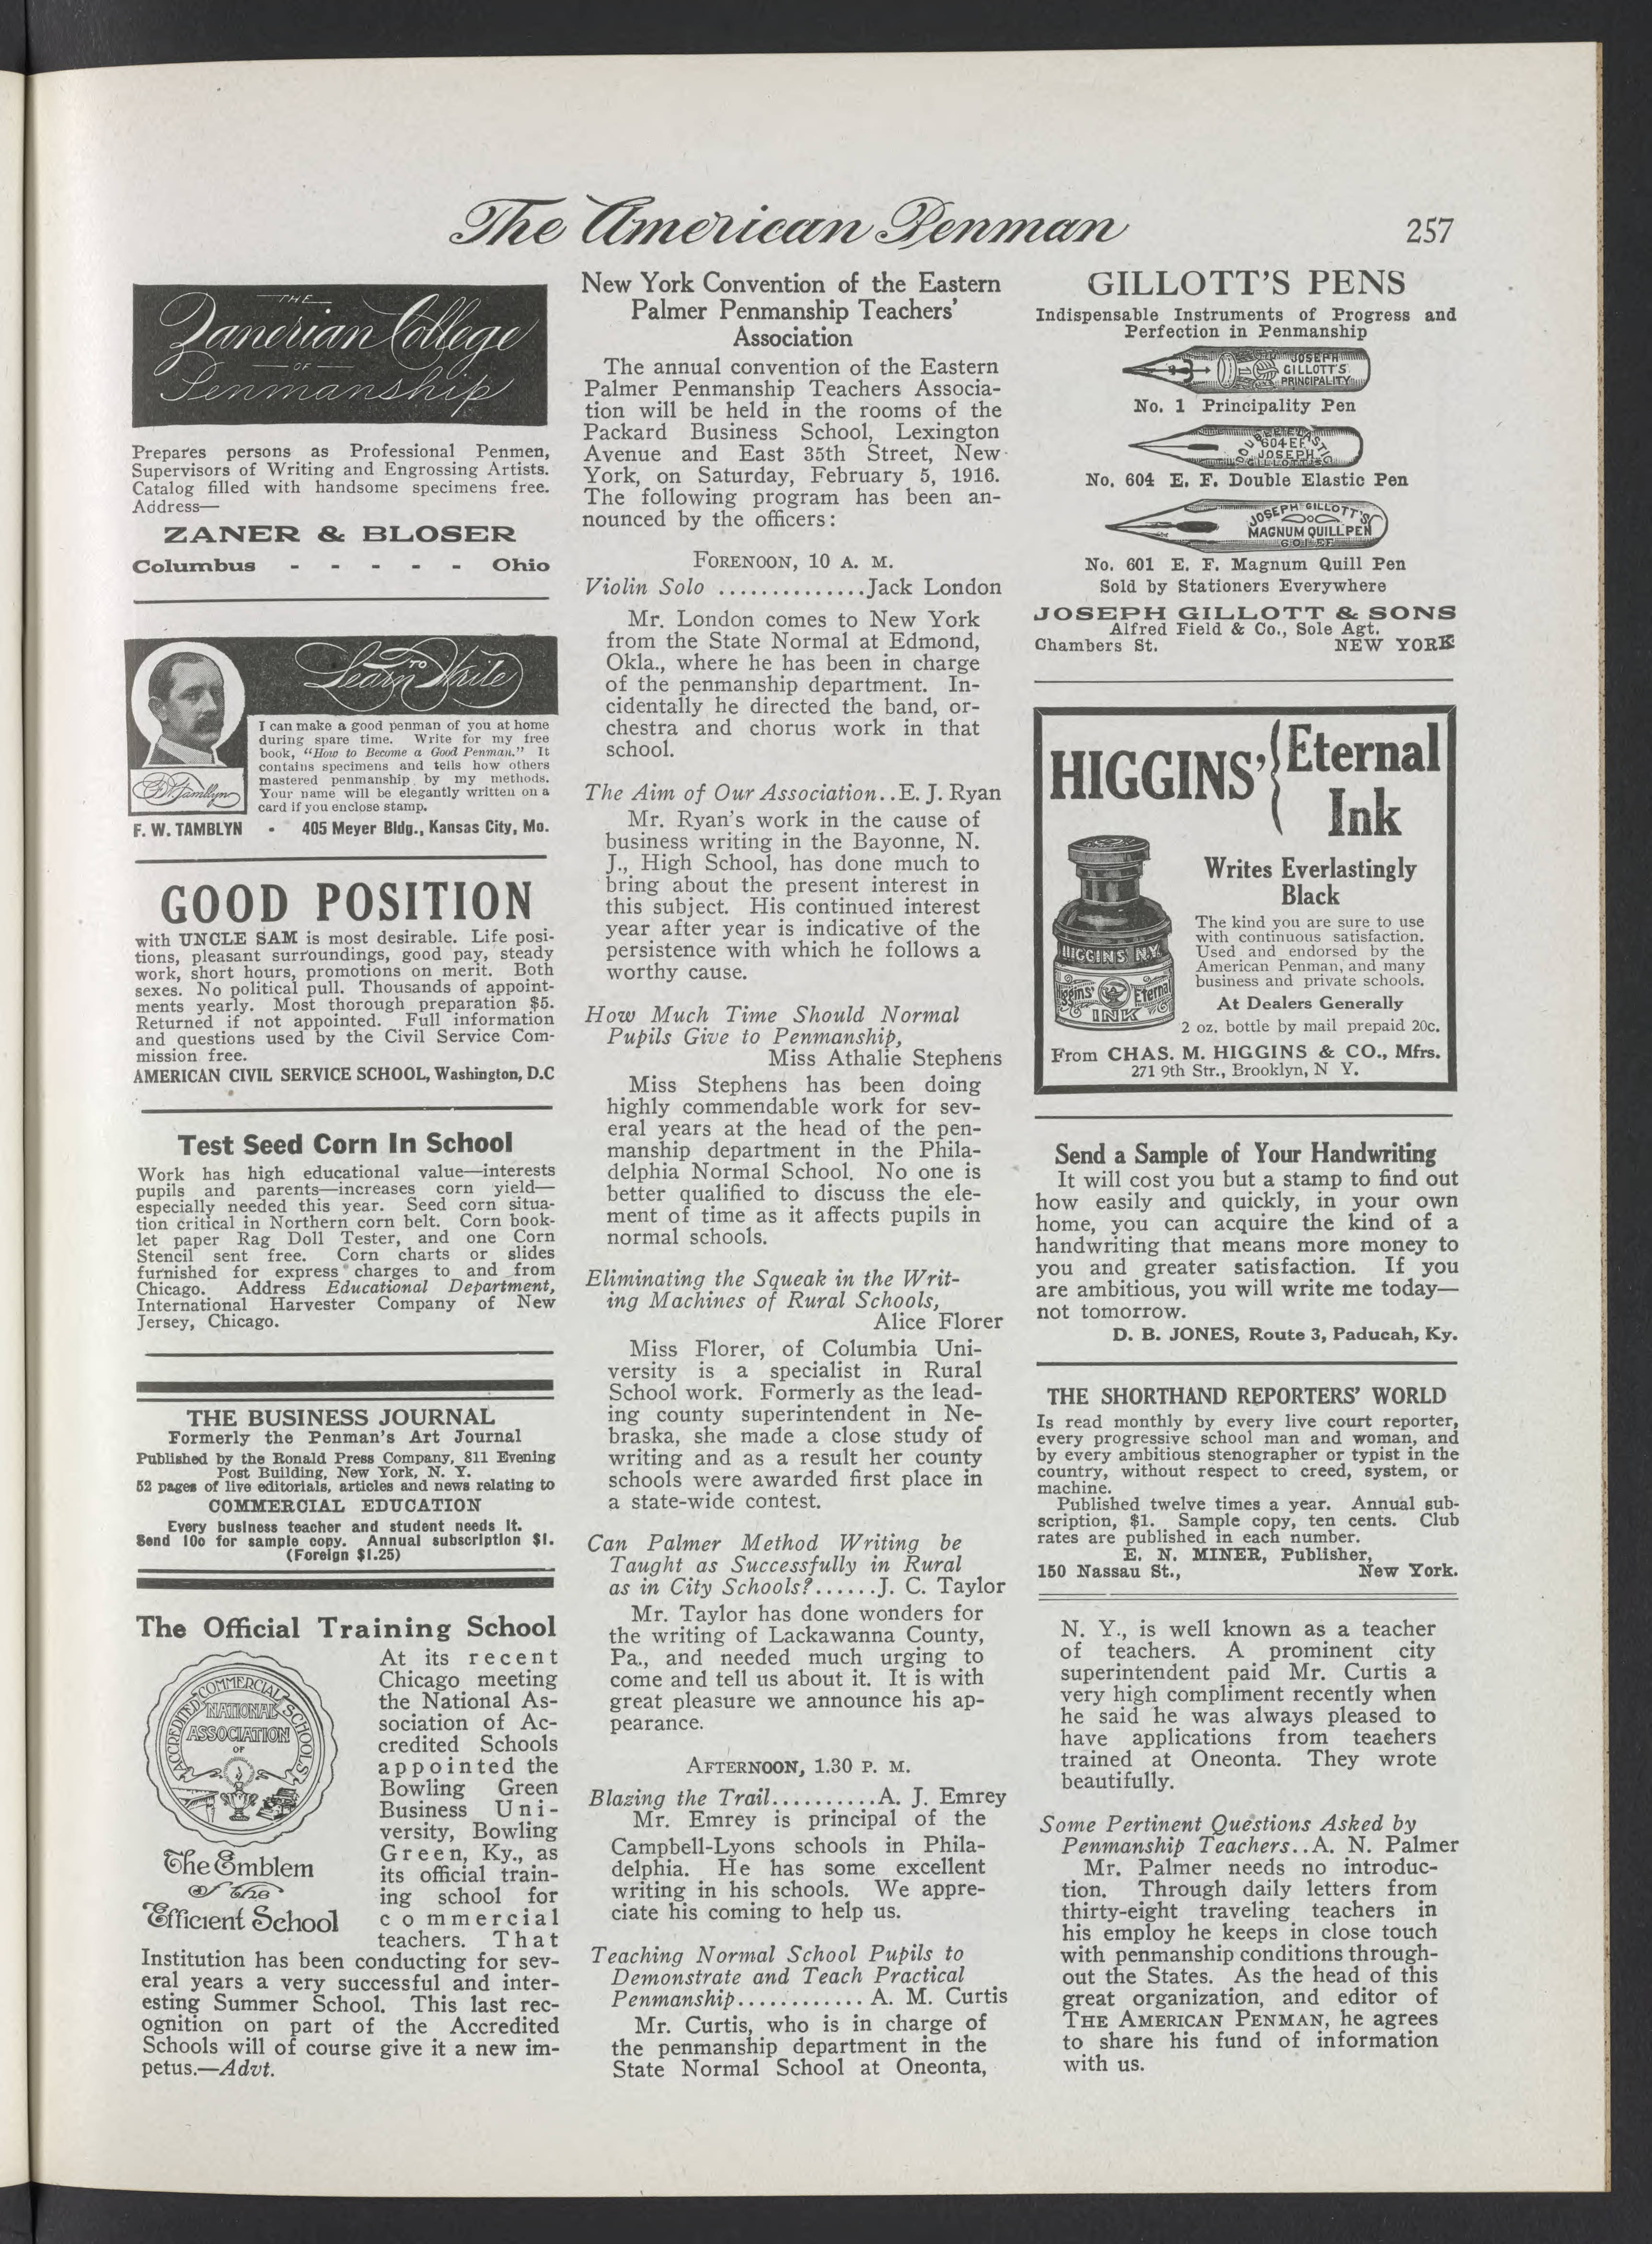 The American Penman
257
THE
Zanerian College
OF
Penmanship
Prepares persons as Professional Penmen,
Supervisors of Writing and Engrossing Artists.
Catalog filled with handsome specimens free.
Address—
ZANER & BLOSER
Columbus - - - - - Ohio
Learn TO Write
I can make a good penman of you at home
during spare time. Write for my free
book, "How to Become a Good Penman." It
contains specimens and tells how others
mastered penmanship by my methods.
Your name will be elegantly written on a
card if you enclose stamp.
F. W. Tamblyn
F. W. TAMBLYN - 405 Meyer Bldg., Kansas City, Mo.
GOOD POSITION
with UNCLE SAM is most desirable. Life posi-
tions, pleasant surroundings, good pay, steady
work, short hours, promotions on merit. Both
sexes. No political pull. Thousands of appoint-
ments yearly. Most thorough preparation $5.
Returned if not appointed. Full information
and questions used by the Civil Service Com-
mission free.
AMERICAN CIVIL SERVICE SCHOOL, Washington, D.C
Test Seed Corn In School
Work has high educational value—interests
pupils and parents—increases corn yield—
especially needed this year. Seed corn situa-
tion critical in Northern corn belt. Corn book-
let paper Rag Doll Tester, and one Corn
Stencil sent free. Corn charts or slides
furnished for express charges to and from
Chicago. Address Educational Department,
International Harvester Company of New
Jersey, Chicago.
THE BUSINESS JOURNAL
Formerly the Penman's Art Journal
Published by the Ronald Press Company, 811 Evening
Post Building, New York, N. Y.
52 pages of live editorials, articles and news relating to
COMMERCIAL EDUCATION
Every business teacher and student needs it.
Send 10c for sample copy. Annual subscription $1.
(Foreign $1.25)
The Official Training School
NATIONAL
ASSOCIATION
OF
ACCREDITED COMMERCIAL SCHOOLS
The Emblem
of the
Efficient School
At its recent
Chicago meeting
the National As-
sociation of Ac-
credited Schools
appointed the
Bowling Green
Business Uni-
versity, Bowling
Green, Ky., as
its official train-
ing school for
commercial
teachers. That
Institution has been conducting for sev-
eral years a very successful and inter-
esting Summer School. This last rec-
ognition on part of the Accredited
Schools will of course give it a new im-
petus.—Advt.
New York Convention of the Eastern
Palmer Penmanship Teachers'
Association
The annual convention of the Eastern
Palmer Penmanship Teachers Associa-
tion will be held in the rooms of the
Packard Business School, Lexington
Avenue and East 35th Street, New
York, on Saturday, February 5, 1916.
The following program has been an-
nounced by the officers:
FORENOON, 10 A. M.
Violin Solo ..............Jack London
Mr. London comes to New York
from the State Normal at Edmond,
Okla., where he has been in charge
of the penmanship department. In-
cidentally he directed the band, or-
chestra and chorus work in that
school.
The Aim of Our Association..E. J. Ryan
Mr. Ryan's work in the cause of
business writing in the Bayonne, N.
J., High School, has done much to
bring about the present interest in
this subject. His continued interest
year after year is indicative of the
persistence with which he follows a
worthy cause.
How Much Time Should Normal
Pupils Give to Penmanship,
Miss Athalie Stephens
Miss Stephens has been doing
highly commendable work for sev-
eral years at the head of the pen-
manship department in the Phila-
delphia Normal School. No one is
better qualified to discuss the ele-
ment of time as it affects pupils in
normal schools.
Eliminating the Squeak in the Writ-
ing Machines of Rural Schools,
Alice Florer
Miss Florer, of Columbia Uni-
versity is a specialist in Rural
School work. Formerly as the lead-
ing county superintendent in Ne-
braska, she made a close study of
writing and as a result her county
schools were awarded first place in
a state-wide contest.
Can Palmer Method Writing be
Taught as Successfully in Rural
as in City Schools?......J. C. Taylor
Mr. Taylor has done wonders for
the writing of Lackawanna County,
Pa., and needed much urging to
come and tell us about it. It is with
great pleasure we announce his ap-
pearance.
AFTERNOON, 1.30 P. M.
Blazing the Trail..........A. J. Emrey
Mr. Emrey is principal of the
Campbell-Lyons schools in Phila-
delphia. He has some excellent
writing in his schools. We appre-
ciate his coming to help us.
Teaching Normal School Pupils to
Demonstrate and Teach Practical
Penmanship............ A. M. Curtis
Mr. Curtis, who is in charge of
the penmanship department in the
State Normal School at Oneonta,
GILLOTT'S PENS
Indispensable Instruments of Progress and
Perfection in Penmanship
JOSEPH
GILLOTT'S
PRINCIPALITY
No. 1 Principality Pen
604 EF
DOUBLE ELASTIC
JOSEPH
GILLOTT'S
No. 604 E. F. Double Elastic Pen
JOSEPH GILLOTT'S
MAGNUM QUILL PEN
601 EF
No. 601 E. F. Magnum Quill Pen
Sold by Stationers Everywhere
JOSEPH GILLOTT & SONS
Alfred Field & Co., Sole Agt.
Chambers St. NEW YORK
HIGGINS' { Eternal
Ink
Writes Everlastingly
Black
HIGGINS' N.Y.
Higgins' Eternal
INK
The kind you are sure to use
with continuous satisfaction.
Used and endorsed by the
American Penman, and many
business and private schools.
At Dealers Generally
2 oz. bottle by mail prepaid 20c.
From CHAS. M. HIGGINS & CO., Mfrs.
271 9th Str., Brooklyn, N Y.
Send a Sample of Your Handwriting
It will cost you but a stamp to find out
how easily and quickly, in your own
home, you can acquire the kind of a
handwriting that means more money to
you and greater satisfaction. If you
are ambitious, you will write me today—
not tomorrow.
D. B. JONES, Route 3, Paducah, Ky.
THE SHORTHAND REPORTERS' WORLD
Is read monthly by every live court reporter,
every progressive school man and woman, and
by every ambitious stenographer or typist in the
country, without respect to creed, system, or
machine.
Published twelve times a year. Annual sub-
scription, $1. Sample copy, ten cents. Club
rates are published in each number.
E. N. MINER, Publisher,
150 Nassau St., New York.
N. Y., is well known as a teacher
of teachers. A prominent city
superintendent paid Mr. Curtis a
very high compliment recently when
he said he was always pleased to
have applications from teachers
trained at Oneonta. They wrote
beautifully.
Some Pertinent Questions Asked by
Penmanship Teachers..A. N. Palmer
Mr. Palmer needs no introduc-
tion. Through daily letters from
thirty-eight traveling teachers in
his employ he keeps in close touch
with penmanship conditions through-
out the States. As the head of this
great organization, and editor of
THE AMERICAN PENMAN, he agrees
to share his fund of information
with us.